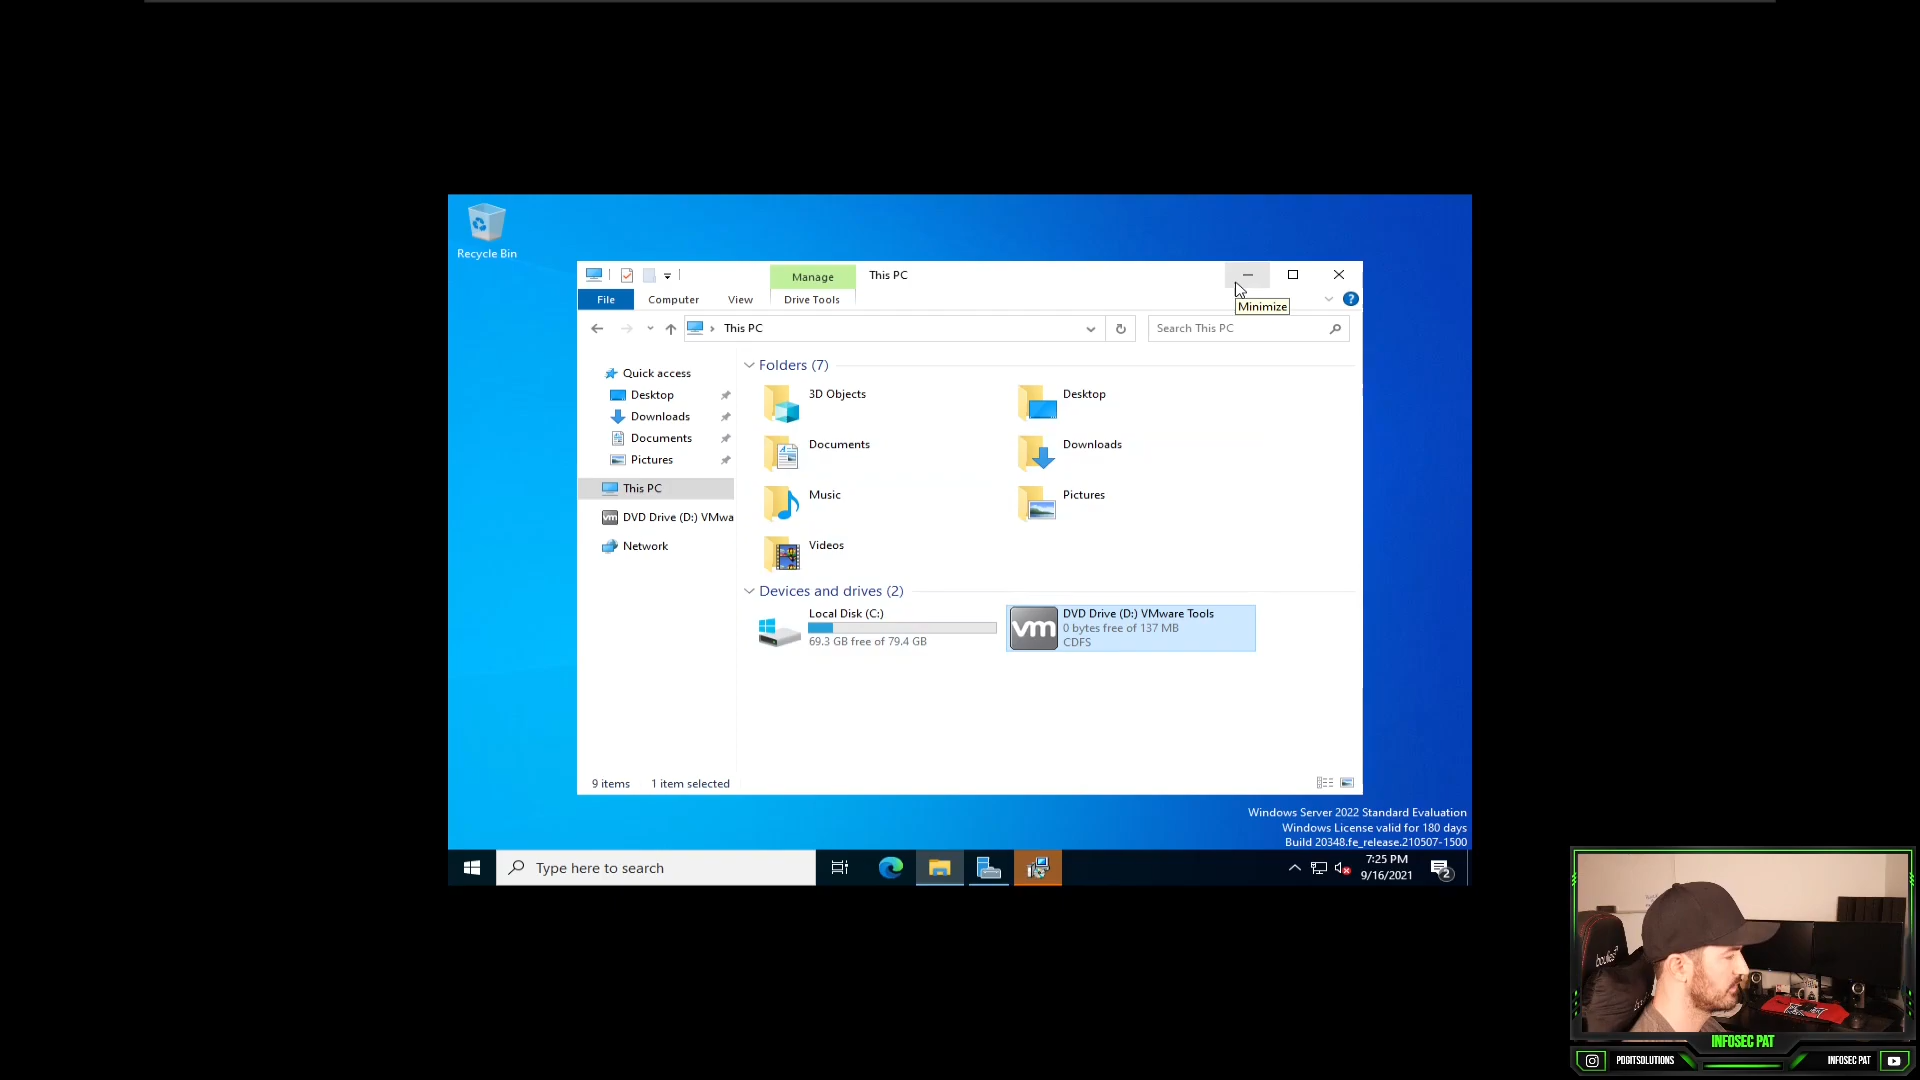 Recycle Bin
Manage
This PC
File
Computer
View
Drive Tools
Minimize
This PC
Search This PC
Quick access
Desktop
Downloads
Documents
Pictures
This PC
DVD Drive (D:) VMwa
Network
Folders (7)
3D Objects
Desktop
Documents
Downloads
Music
Pictures
Videos
Devices and drives (2)
Local Disk (C:)
69.3 GB free of 79.4 GB
vm
DVD Drive (D:) VMware Tools
0 bytes free of 137 MB
CDFS
9 items
1 item selected
Windows Server 2022 Standard Evaluation
Windows License valid for 180 days
Build 20348.fe_release.210507-1500
Type here to search
7:25 PM
9/16/2021
2
INFOSEC PAT
PDDITSOLUTIONS
INFOSEC PAT